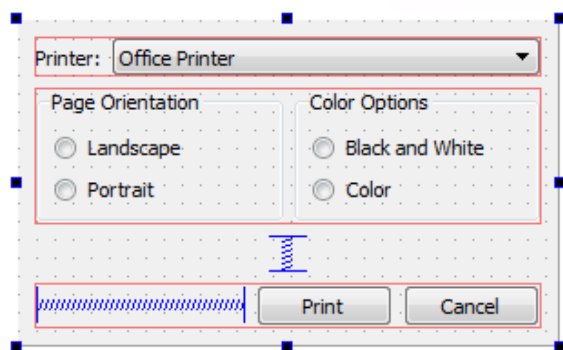 Printer: Office Printer
Page Orientation Color Options
Landscape Black and White
Portrait Color
Print Cancel